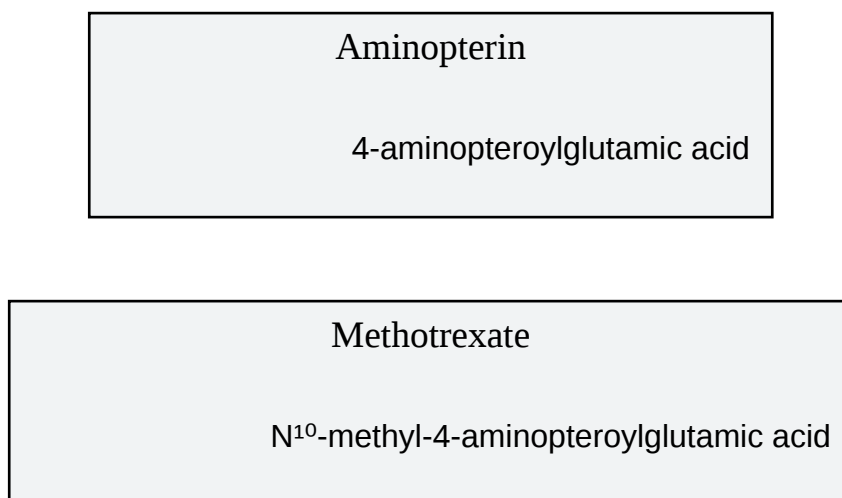 Aminopterin
4-aminopteroylglutamic acid
Methotrexate
N¹⁰-methyl-4-aminopteroylglutamic acid